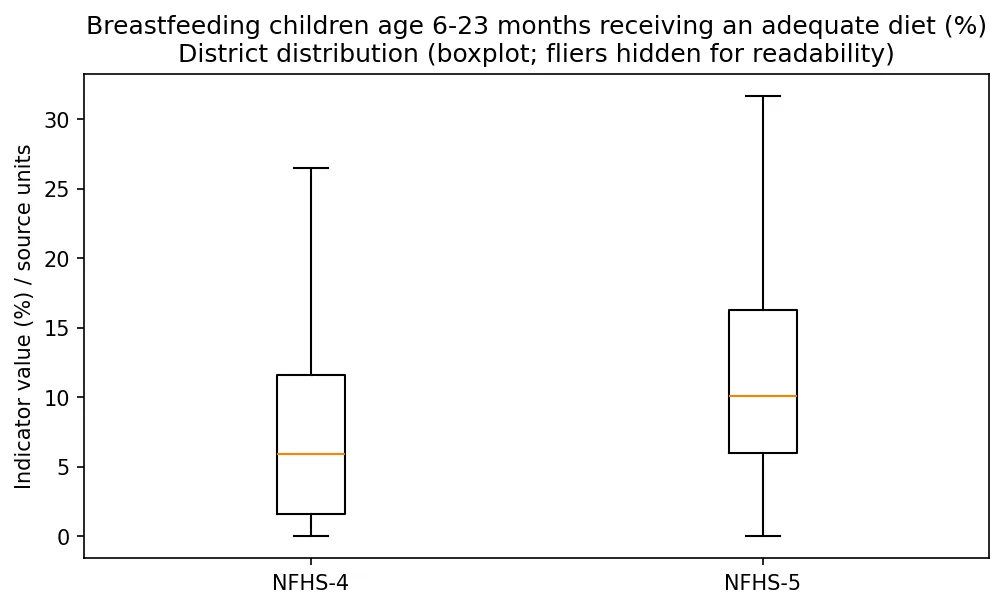 Breastfeeding children age 6-23 months receiving an adequate diet (%)
District distribution (boxplot; fliers hidden for readability)
Indicator value (%) / source units
30
25
20
15
10
5
0
NFHS-4
NFHS-5